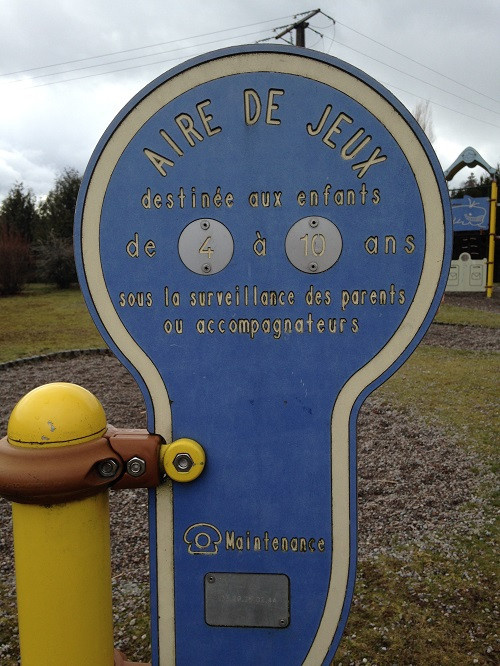 AIRE DE JEUX
destinée aux enfants
de 4 à 10 ans
sous la surveillance des parents
ou accompagnateurs
Maintenance